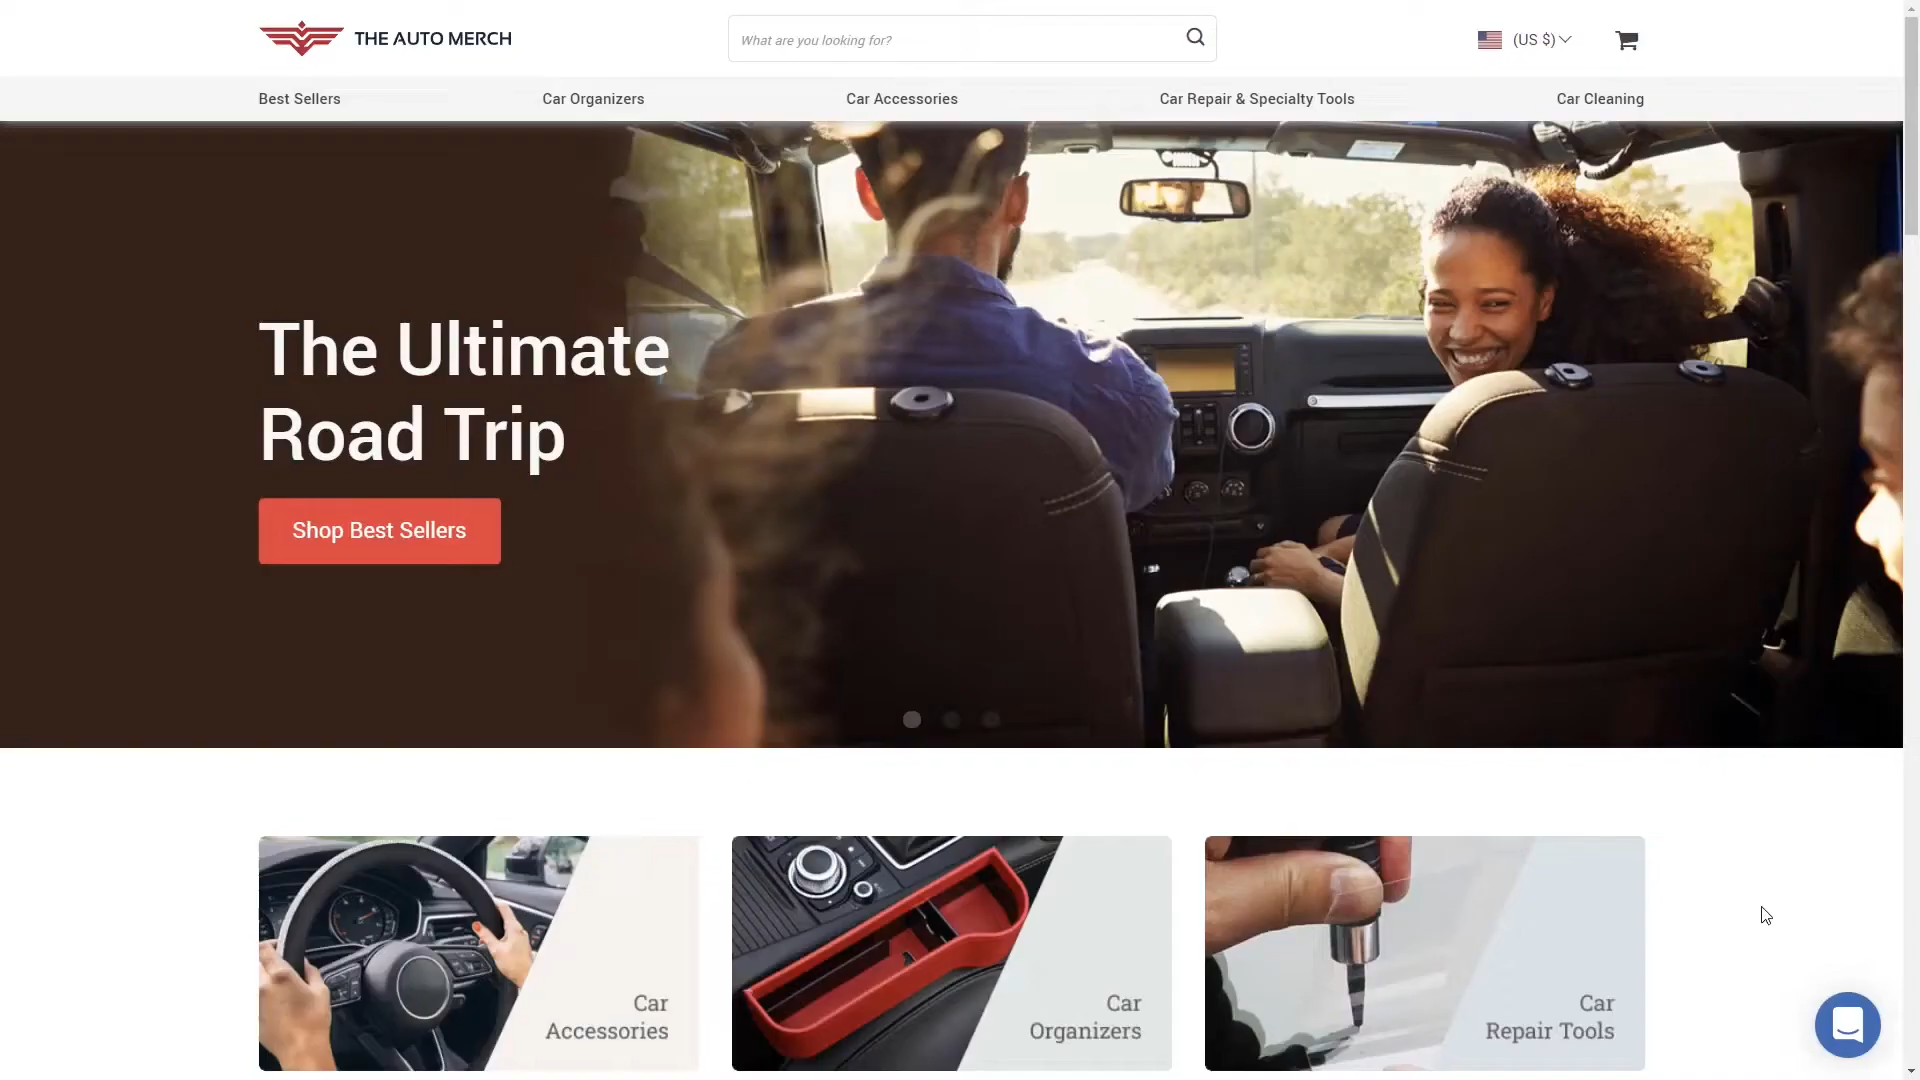 THE AUTO MERCH
What are you looking for?
(US $)
Best Sellers
Car Organizers
Car Accessories
Car Repair & Specialty Tools
Car Cleaning
The Ultimate
Road Trip
Shop Best Sellers
Car
Accessories
Car
Organizers
Car
Repair Tools